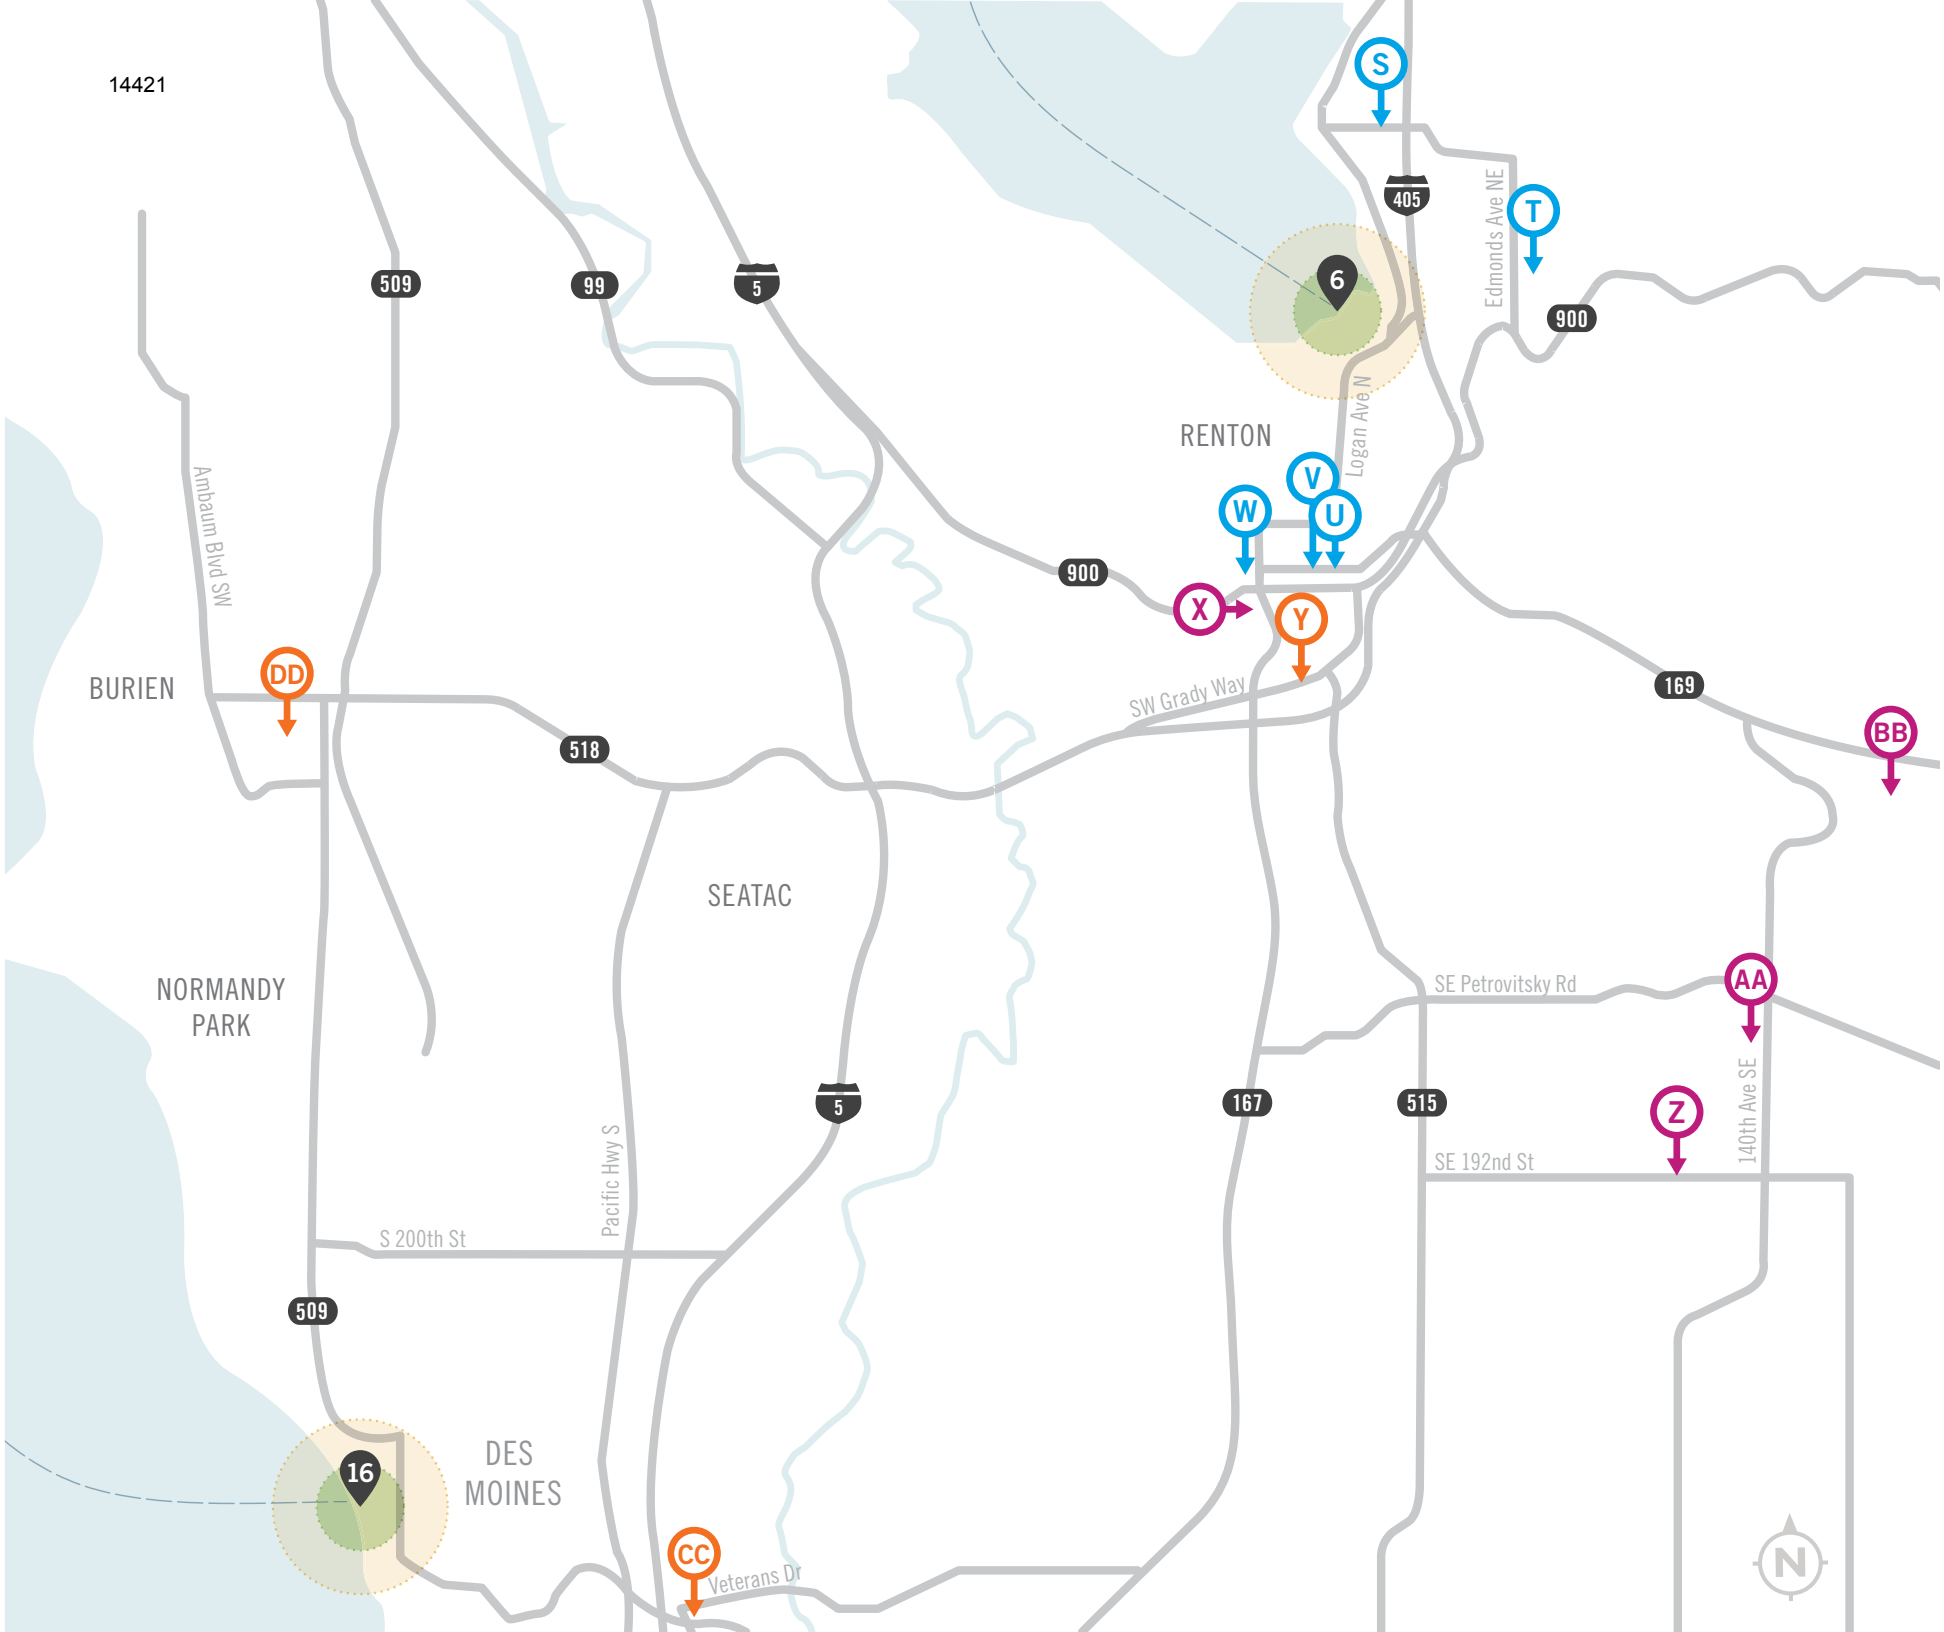 S
14421
405
Edmonds Ave NE
T
509
99
5
6
900
Logan Ave N
RENTON
Ambaum Blvd SW
V
W
U
900
X
Y
BURIEN
DD
169
SW Grady Way
BB
518
SEATAC
NORMANDY
PARK
SE Petrovitsky Rd
AA
5
167
515
Z
140th Ave SE
Pacific Hwy S
SE 192nd St
S 200th St
509
DES
MOINES
16
CC
Veterans Dr
N